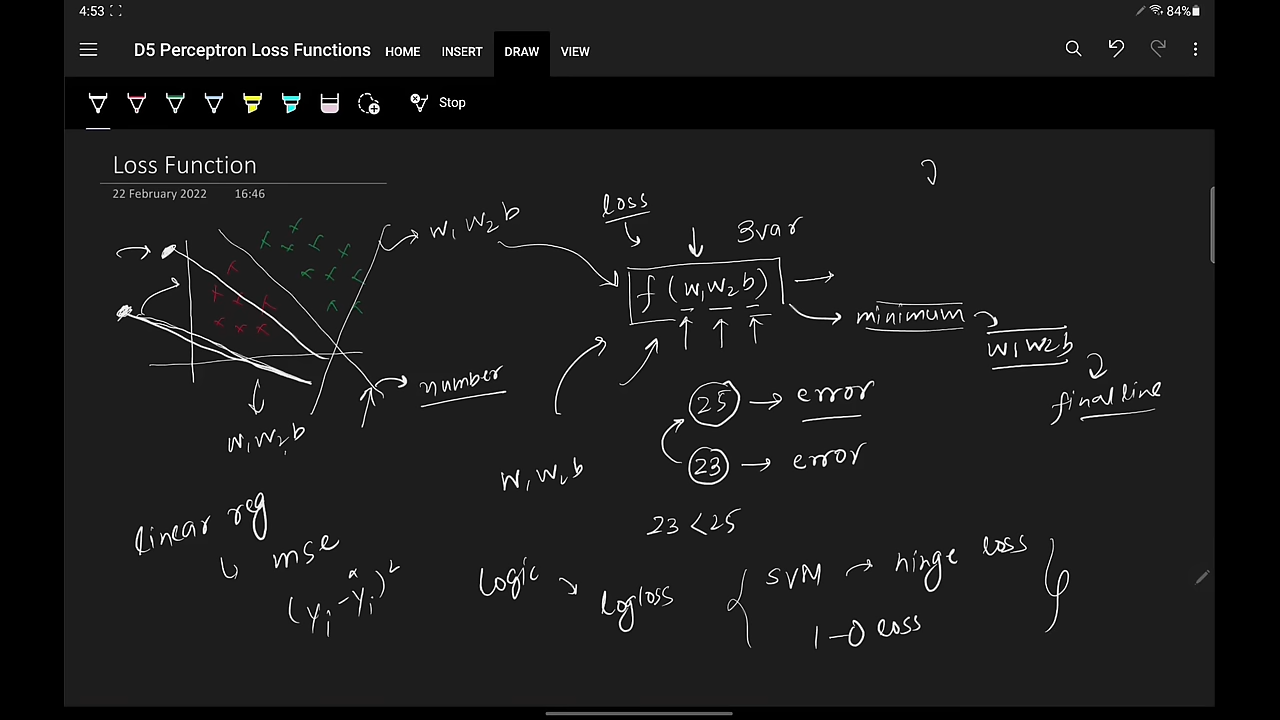 4:53
84%
D5 Perceptron Loss Functions
HOME
INSERT
DRAW
VIEW
Stop
Loss Function
22 February 2022 16:46
w1 w2 b
loss
3var
f (w1 w2 b)
minimum
w1 w2 b
final line
number
25 → error
23 → error
w1 w2 b
w1 w2 b
23 < 25
linear reg
mse
(yi - ŷi)²
logic
logloss
SVM → hinge loss
1-0 loss